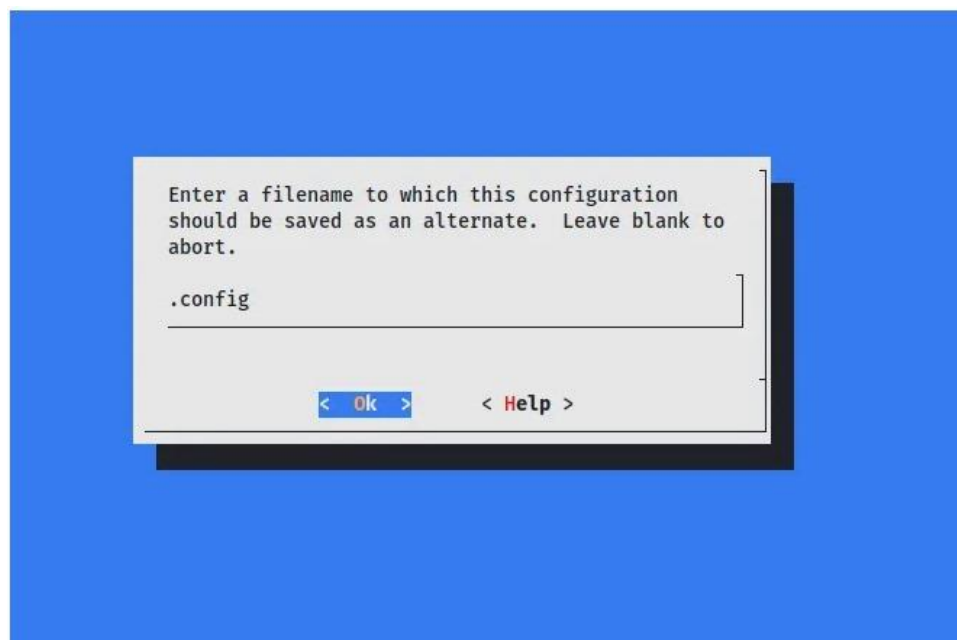 Enter a filename to which this configuration
should be saved as an alternate.  Leave blank to
abort.
.config
<  Ok  > < Help >